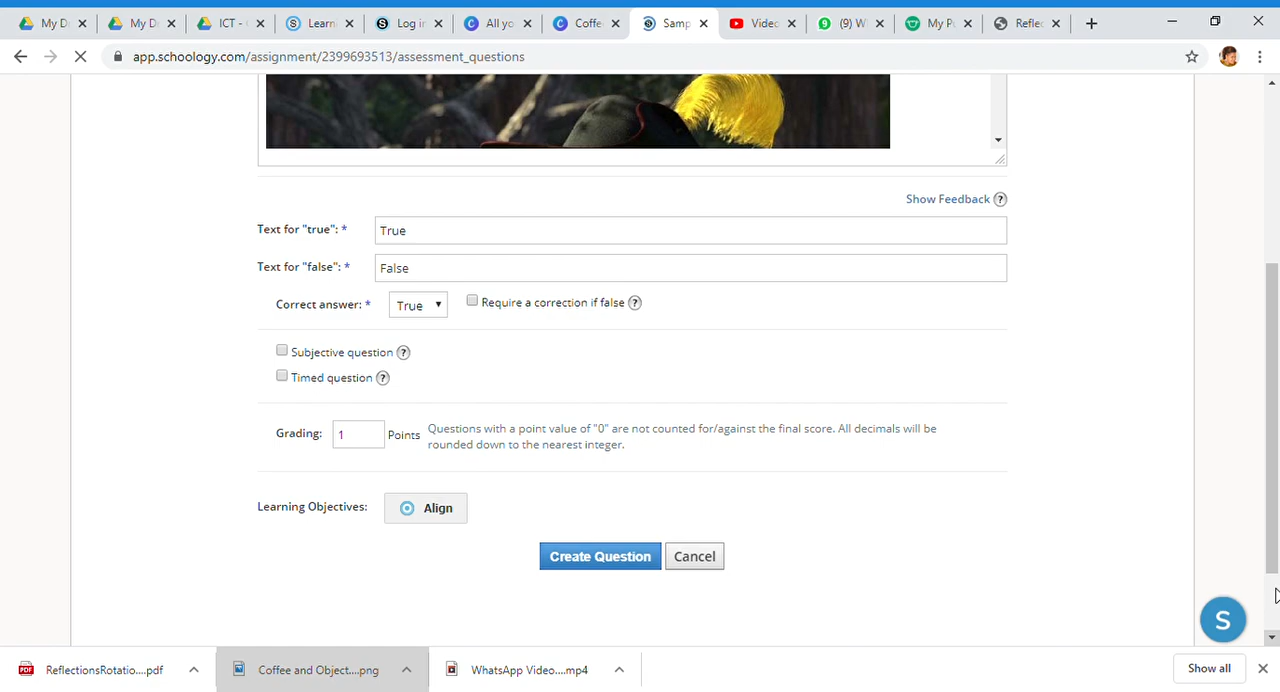 My D
My D
ICT -
Learn
Log in
All yo
Coffe
Samp
Video
(9) W
My P
Reflec
app.schoology.com/assignment/2399693513/assessment_questions
Show Feedback ?
Text for "true": * True
Text for "false": * False
Correct answer: * True Require a correction if false ?
Subjective question ?
Timed question ?
Grading: 1 Points Questions with a point value of "0" are not counted for/against the final score. All decimals will be
rounded down to the nearest integer.
Learning Objectives: Align
Create Question Cancel
S
ReflectionsRotatio....pdf Coffee and Object....png WhatsApp Video....mp4 Show all